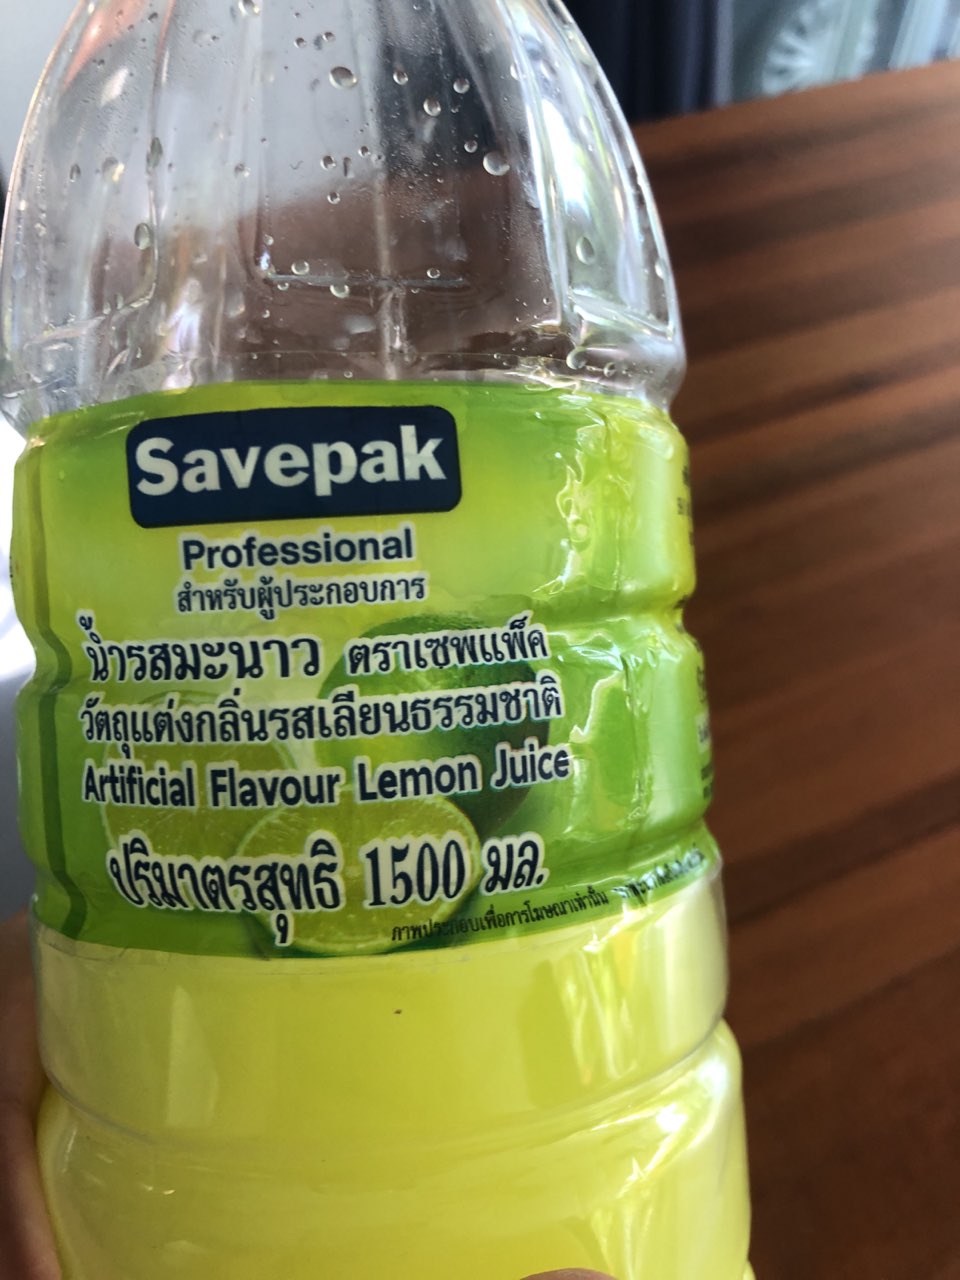 Savepak
Professional
สำหรับผู้ประกอบการ
น้ำรสมะนาว ตราเซพแพ็ค
วัตถุแต่งกลิ่นรสเลียนธรรมชาติ
Artificial Flavour Lemon Juice
ปริมาตรสุทธิ 1500 มล.
ภาพประกอบเพื่อการโฆษณาเท่านั้น